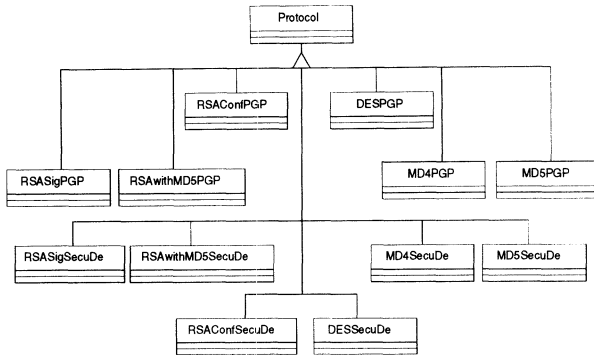 Protocol
RSAConfPGP
DESPGP
RSASigPGP
RSAwithMD5PGP
MD4PGP
MD5PGP
RSASigSecuDe
RSAwithMD5SecuDe
MD4SecuDe
MD5SecuDe
RSAConfSecuDe
DESSecuDe